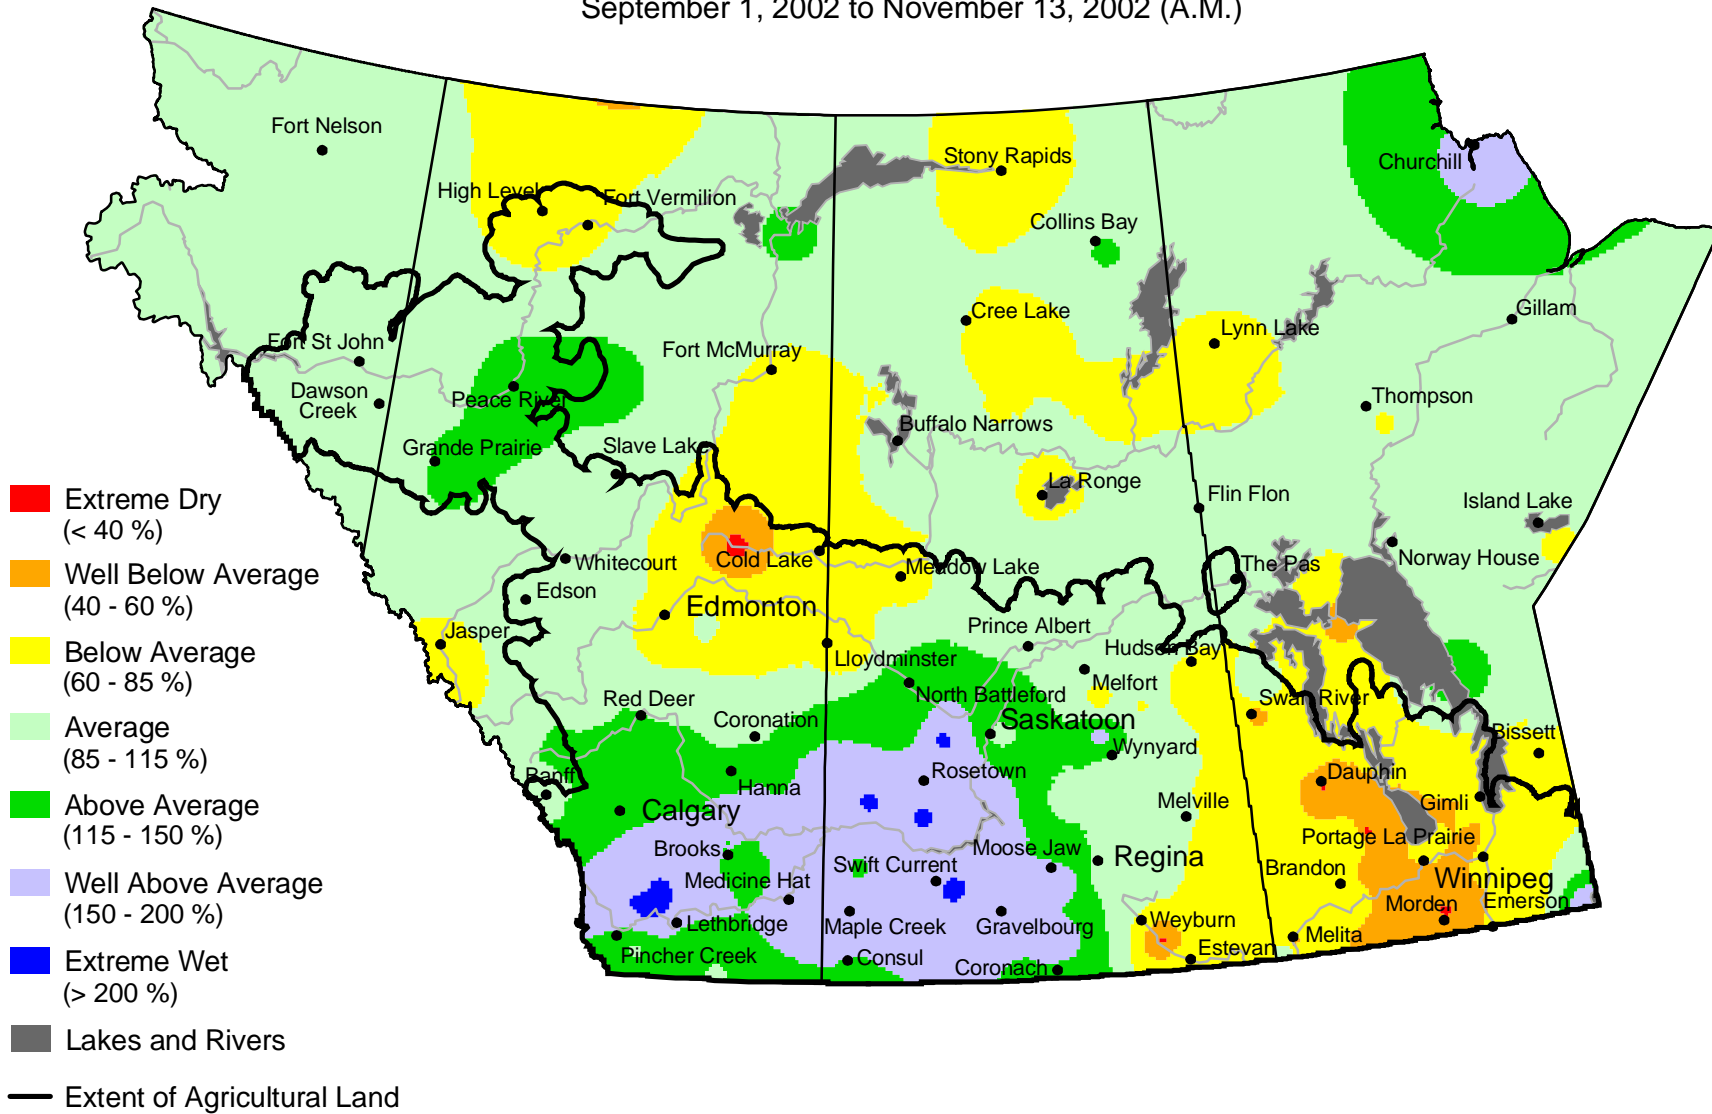 September 1, 2002 to November 13, 2002 (A.M.)
Fort Nelson
High Level
Fort Vermilion
Stony Rapids
Churchill
Collins Bay
Cree Lake
Lynn Lake
Gillam
Fort St John
Fort McMurray
Dawson
Creek
Peace River
Thompson
Buffalo Narrows
Grande Prairie
Slave Lake
La Ronge
Flin Flon
Island Lake
Whitecourt
Cold Lake
Meadow Lake
The Pas
Norway House
Edson
Edmonton
Jasper
Prince Albert
Hudson Bay
Lloydminster
Melfort
North Battleford
Swan River
Red Deer
Coronation
Saskatoon
Wynyard
Bissett
Banff
Hanna
Rosetown
Dauphin
Calgary
Melville
Gimli
Portage La Prairie
Brooks
Moose Jaw
Regina
Swift Current
Brandon
Medicine Hat
Winnipeg
Morden
Emerson
Lethbridge
Maple Creek
Gravelbourg
Weyburn
Melita
Pincher Creek
Consul
Coronach
Estevan
Extreme Dry
(< 40 %)
Well Below Average
(40 - 60 %)
Below Average
(60 - 85 %)
Average
(85 - 115 %)
Above Average
(115 - 150 %)
Well Above Average
(150 - 200 %)
Extreme Wet
(> 200 %)
Lakes and Rivers
Extent of Agricultural Land